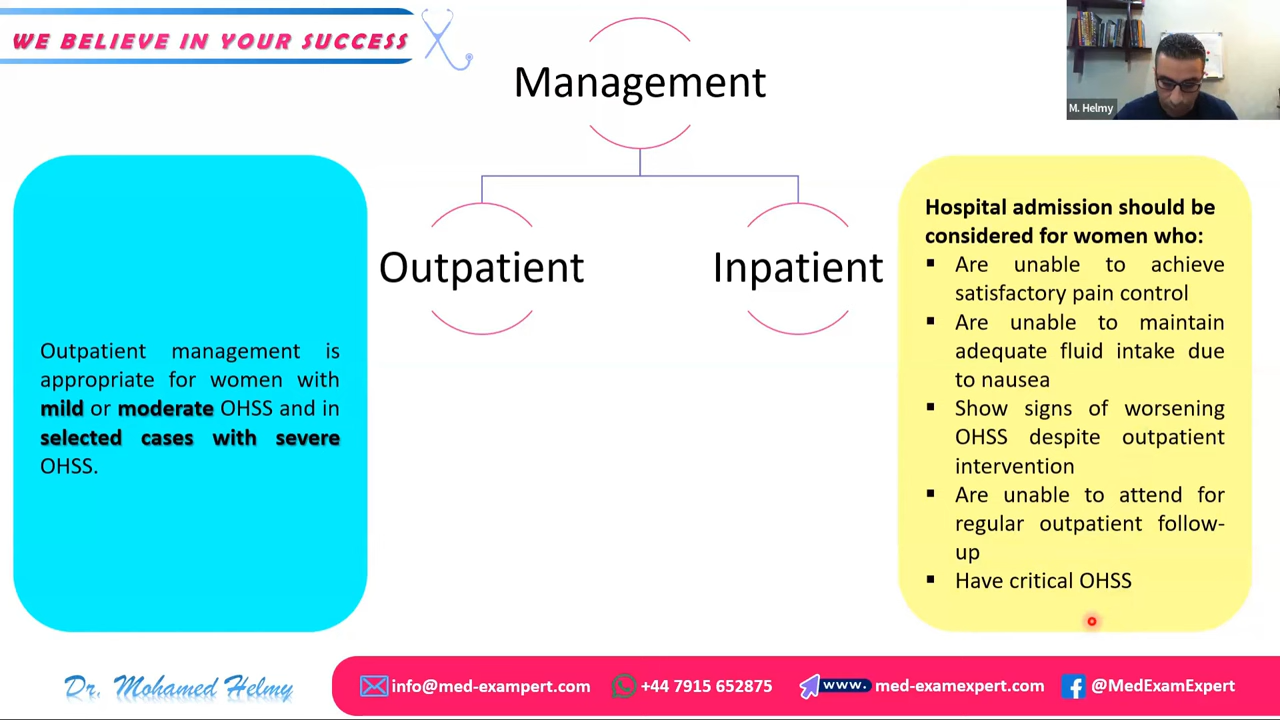 WE BELIEVE IN YOUR SUCCESS
M. Helmy
Management
Outpatient
Inpatient
Outpatient management is
appropriate for women with
mild or moderate OHSS and in
selected cases with severe
OHSS.
Hospital admission should be
considered for women who:
▪ Are unable to achieve
satisfactory pain control
▪ Are unable to maintain
adequate fluid intake due
to nausea
▪ Show signs of worsening
OHSS despite outpatient
intervention
▪ Are unable to attend for
regular outpatient follow-
up
▪ Have critical OHSS
Dr. Mohamed Helmy
info@med-exampert.com
+44 7915 652875
www. med-examexpert.com
@MedExamExpert